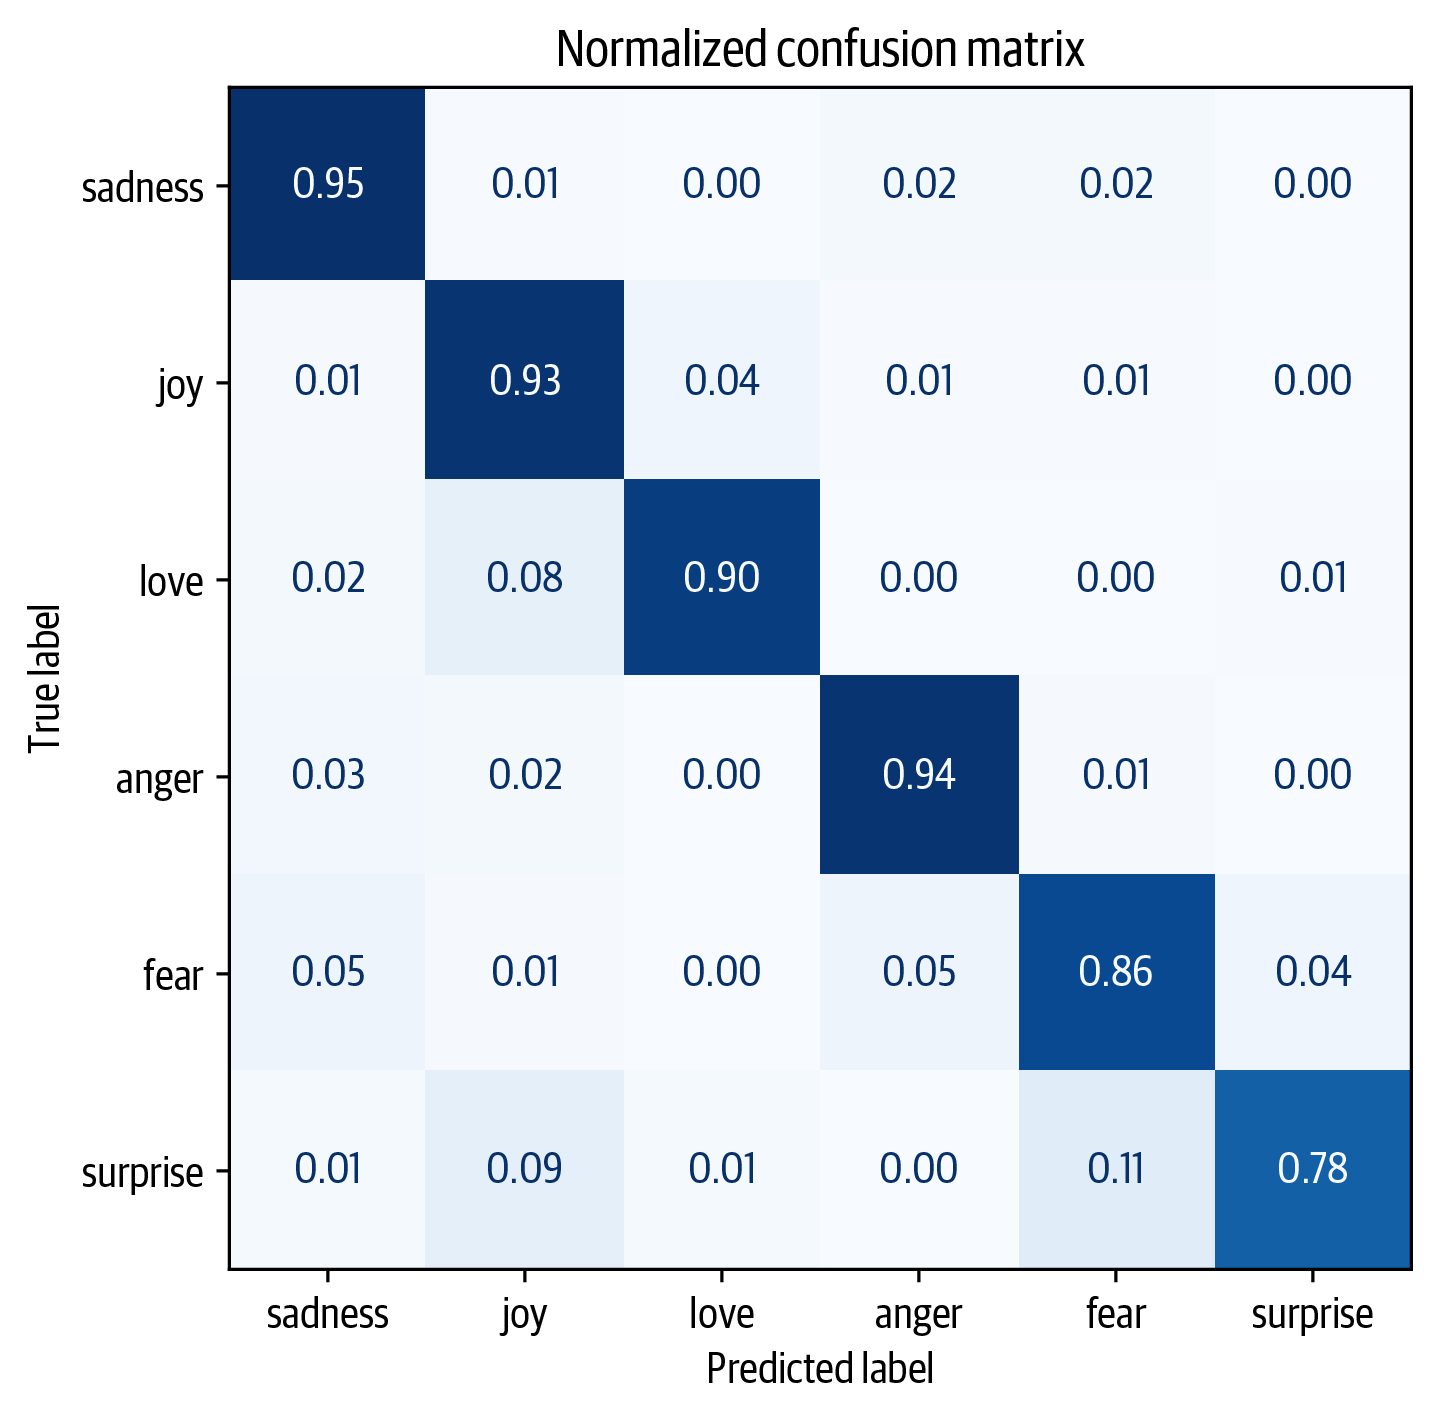 Normalized confusion matrix
sadness 0.95 0.01 0.00 0.02 0.02 0.00
joy 0.01 0.93 0.04 0.01 0.01 0.00
love 0.02 0.08 0.90 0.00 0.00 0.01
anger 0.03 0.02 0.00 0.94 0.01 0.00
fear 0.05 0.01 0.00 0.05 0.86 0.04
surprise 0.01 0.09 0.01 0.00 0.11 0.78
True label
sadness joy love anger fear surprise
Predicted label